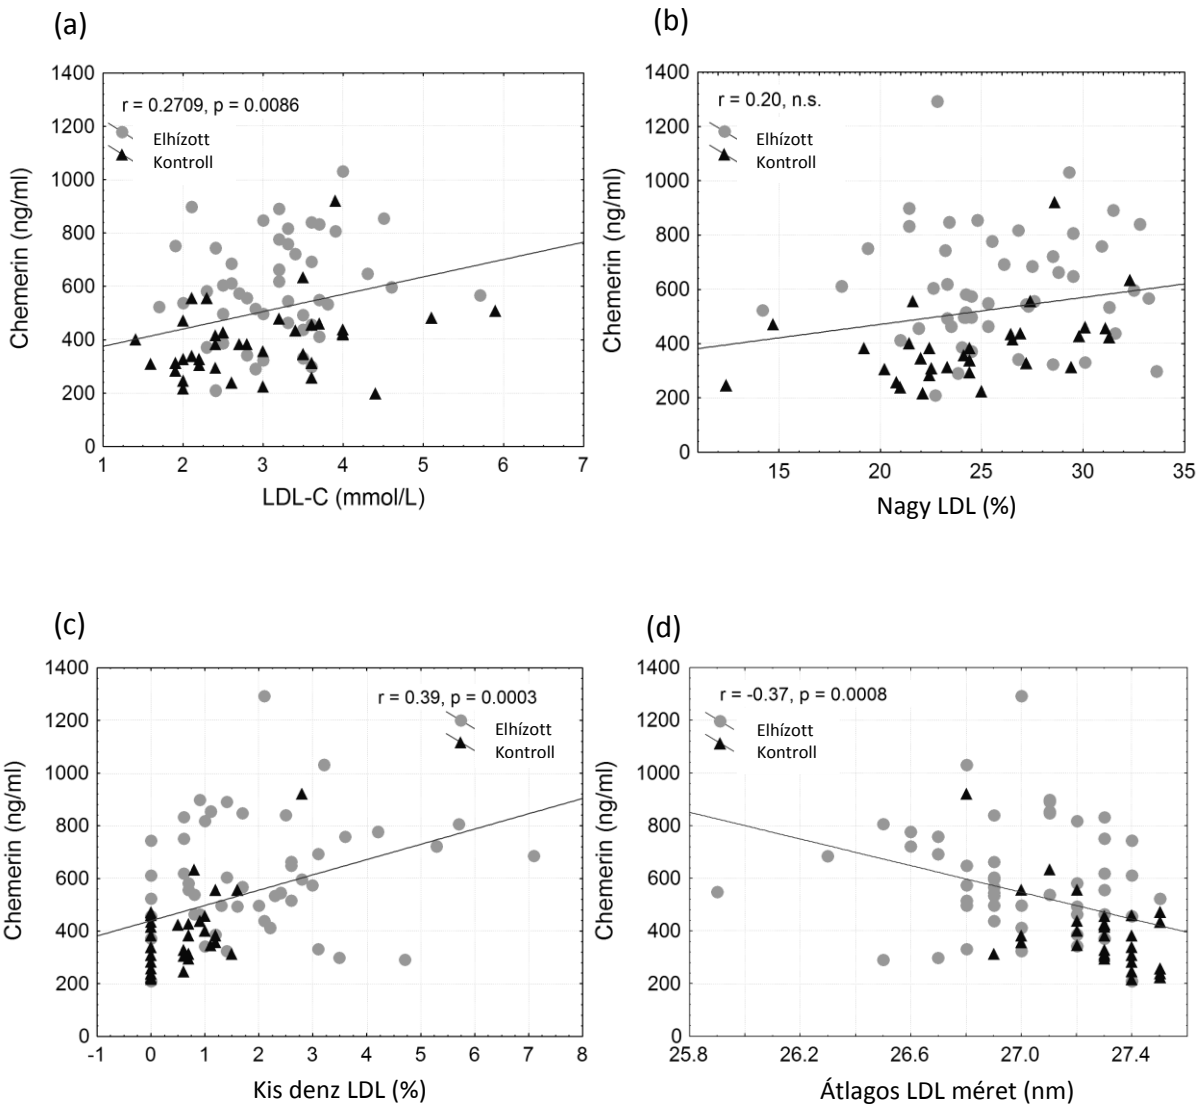 (a)
1400
1200
1000
800
600
400
200
0
r = 0.2709, p = 0.0086
Elhízott
Kontroll
Chemerin (ng/ml)
1 2 3 4 5 6 7
LDL-C (mmol/L)
(b)
1400
1200
1000
800
600
400
200
0
r = 0.20, n.s.
Elhízott
Kontroll
Chemerin (ng/ml)
15 20 25 30 35
Nagy LDL (%)
(c)
1400
1200
1000
800
600
400
200
0
r = 0.39, p = 0.0003
Elhízott
Kontroll
Chemerin (ng/ml)
-1 0 1 2 3 4 5 6 7 8
Kis denz LDL (%)
(d)
1400
1200
1000
800
600
400
200
0
r = -0.37, p = 0.0008
Elhízott
Kontroll
Chemerin (ng/ml)
25.8 26.2 26.6 27.0 27.4
Átlagos LDL méret (nm)